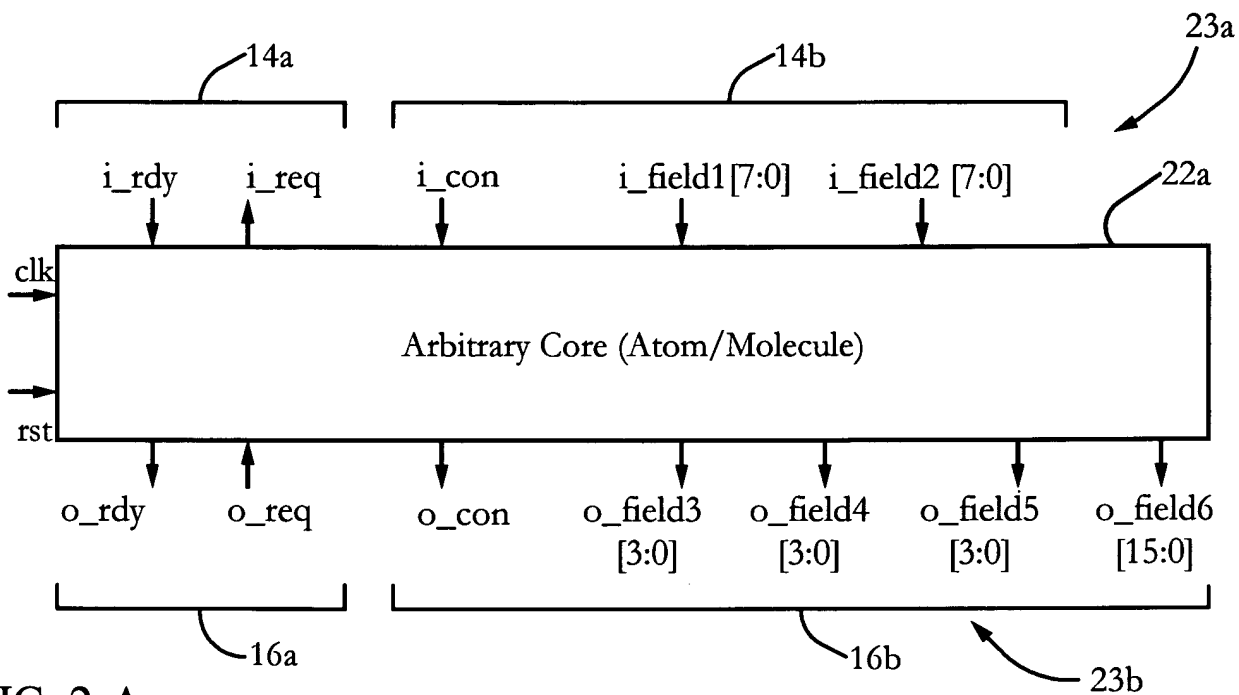 23a
14a 14b
i_rdy i_req i_con i_field1[7:0] i_field2 [7:0]
22a
clk
Arbitrary Core (Atom/Molecule)
rst
o_rdy o_req o_con o_field3 o_field4 o_field5 o_field6
[3:0] [3:0] [3:0] [15:0]
16a 16b
23b